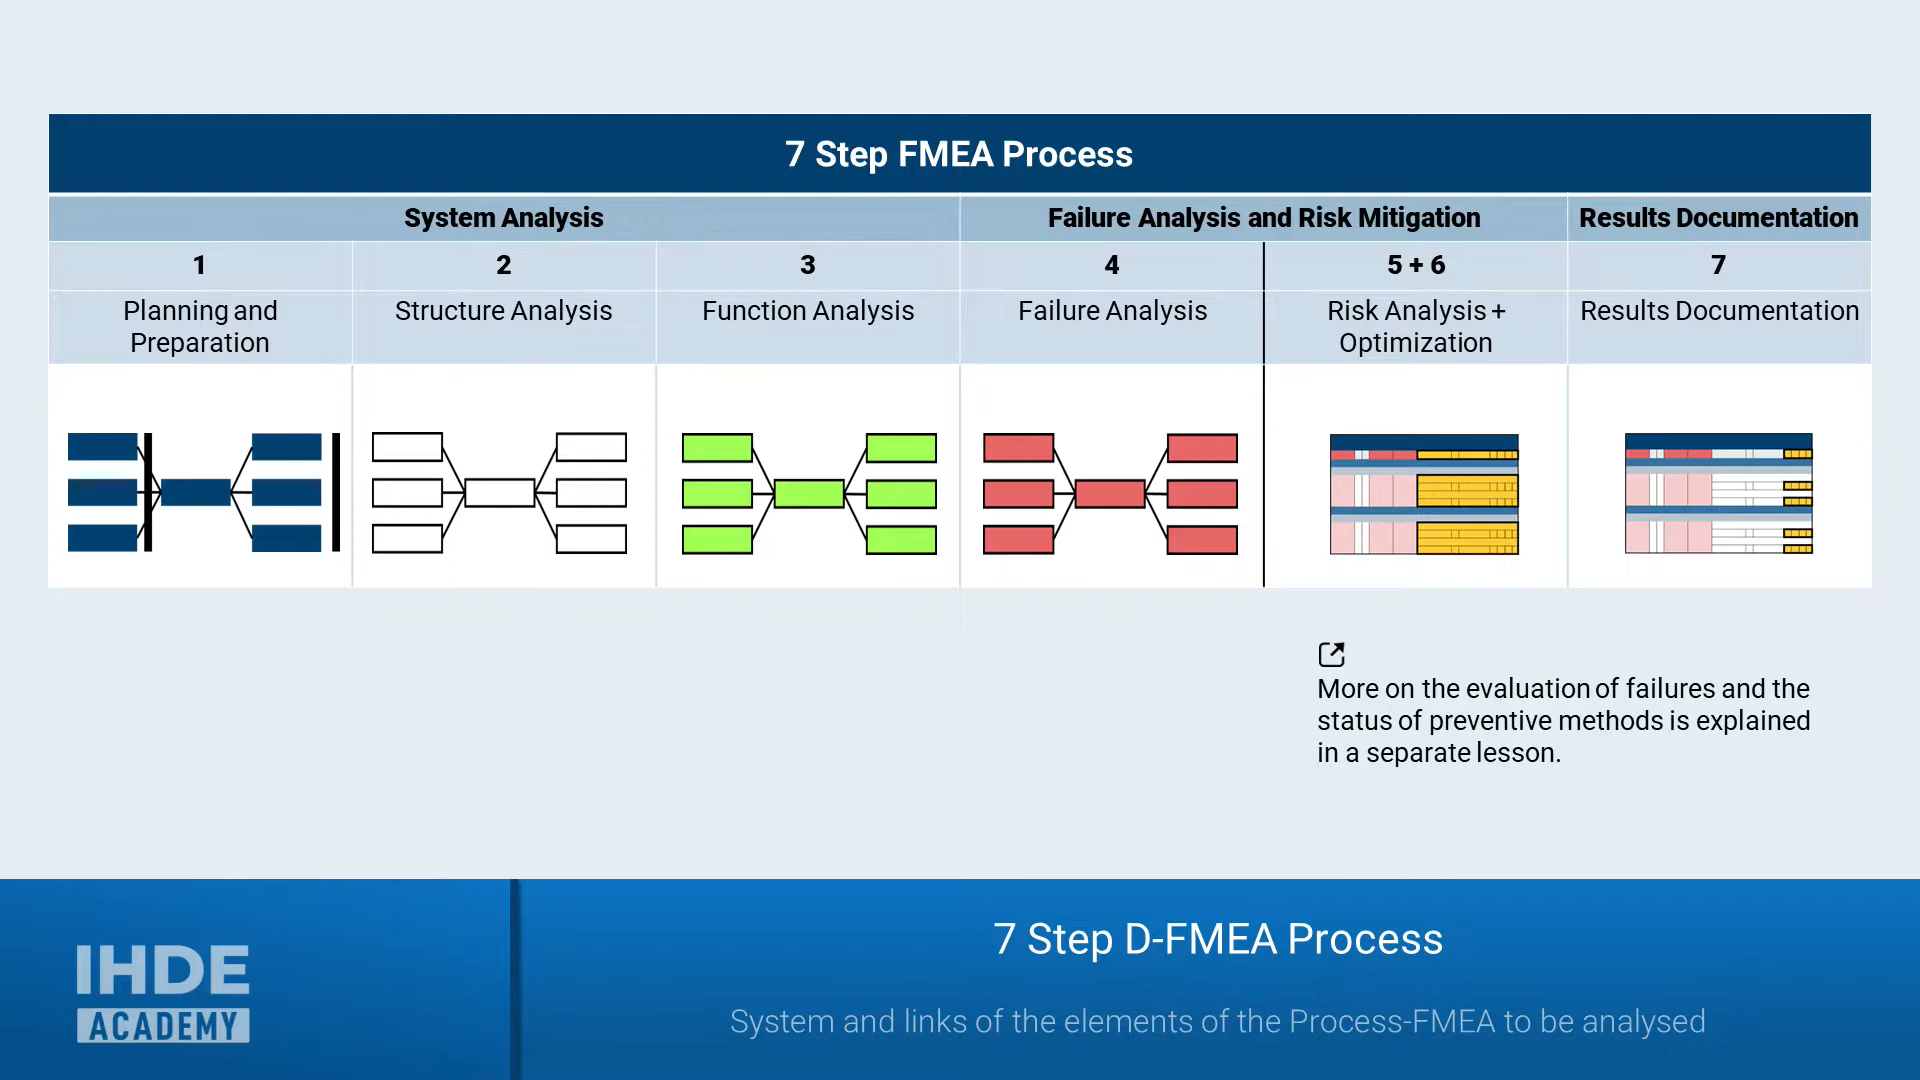 7 Step FMEA Process
System Analysis
Failure Analysis and Risk Mitigation
Results Documentation
1
2
3
4
5 + 6
7
Planning and
Preparation
Structure Analysis
Function Analysis
Failure Analysis
Risk Analysis +
Optimization
Results Documentation
More on the evaluation of failures and the
status of preventive methods is explained
in a separate lesson.
7 Step D-FMEA Process
System and links of the elements of the Process-FMEA to be analysed
IHDE
ACADEMY